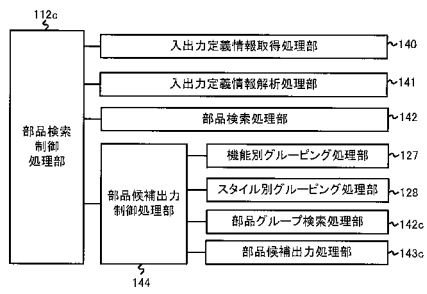 112c
入出力定義情報取得処理部
140
入出力定義情報解析処理部
141
部品検索処理部
142
部品検索
制御
処理部
機能別グルーピング処理部
127
部品候補出力
制御処理部
スタイル別グルーピング処理部
128
部品グループ検索処理部
142c
部品候補出力処理部
143c
144